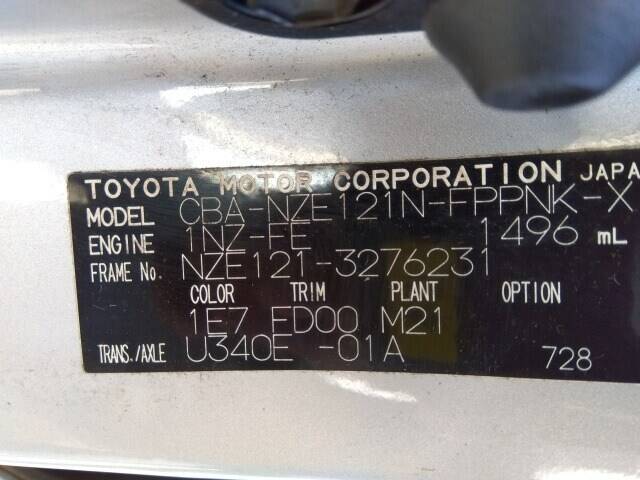 TOYOTA MOTOR CORPORATION JAPA
MODEL CBA-NZE121N-FPPNK-X
ENGINE 1NZ-FE 1496 mL
FRAME No. NZE121-3276231
COLOR TRIM PLANT OPTION
1E7 ED00 M21
TRANS./AXLE U340E -01A 728